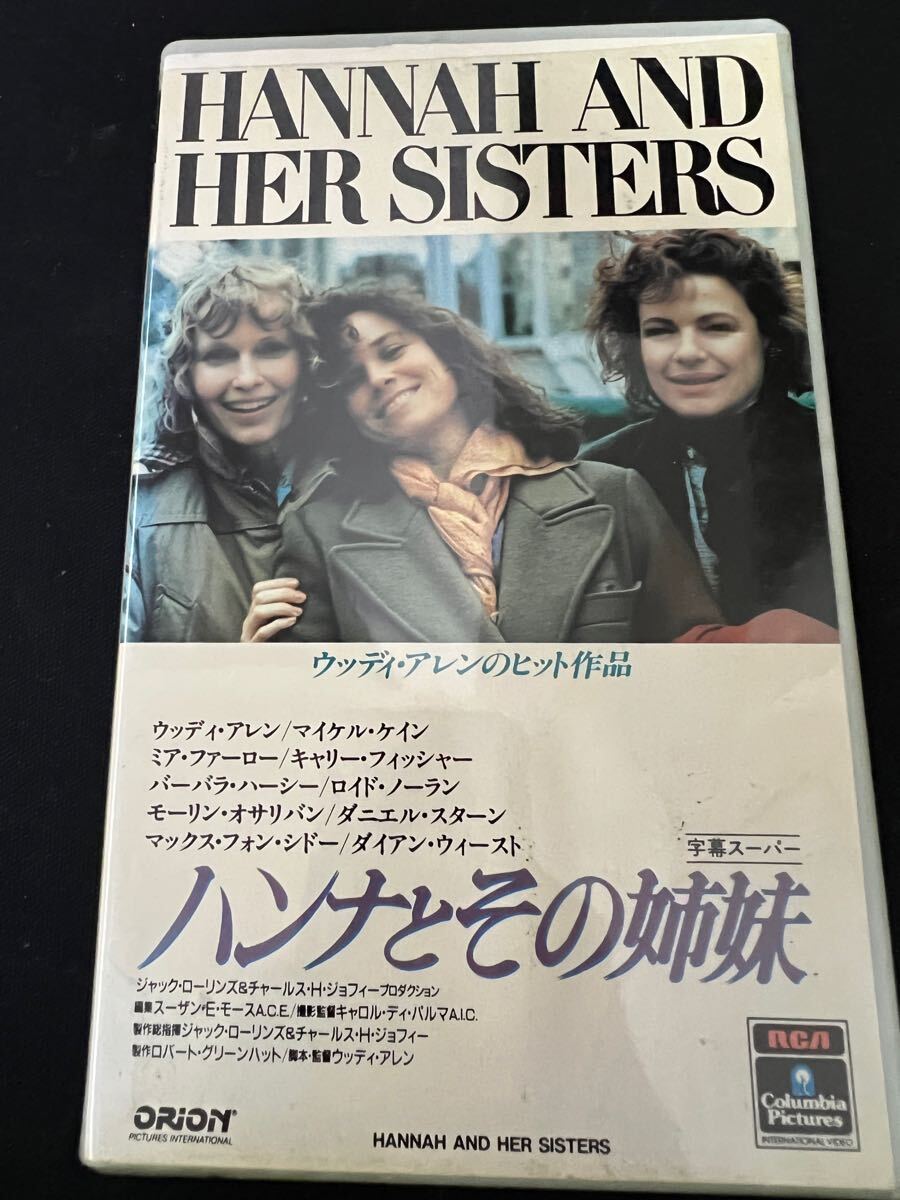 HANNAH AND
HER SISTERS
ウッディ・アレンのヒット作品
ウッディ・アレン/マイケル・ケイン
ミア・ファーロー/キャリー・フィッシャー
バーバラ・ハーシー/ロイド・ノーラン
モーリン・オサリバン/ダニエル・スターン
マックス・フォン・シドー/ダイアン・ウィースト
字幕スーパー
ハンナとその姉妹
ジャック・ローリンズ&チャールス・H・ジョフィープロダクション
編集スーザン・E・モースA.C.E./撮影監督キャロル・ディ・パルマA.I.C.
製作総指揮ジャック・ローリンズ&チャールス・H・ジョフィー
製作ロバート・グリーンハット/脚本・監督ウッディ・アレン
ORION®
PICTURES INTERNATIONAL
HANNAH AND HER SISTERS
RCA
Columbia
Pictures
INTERNATIONAL VIDEO